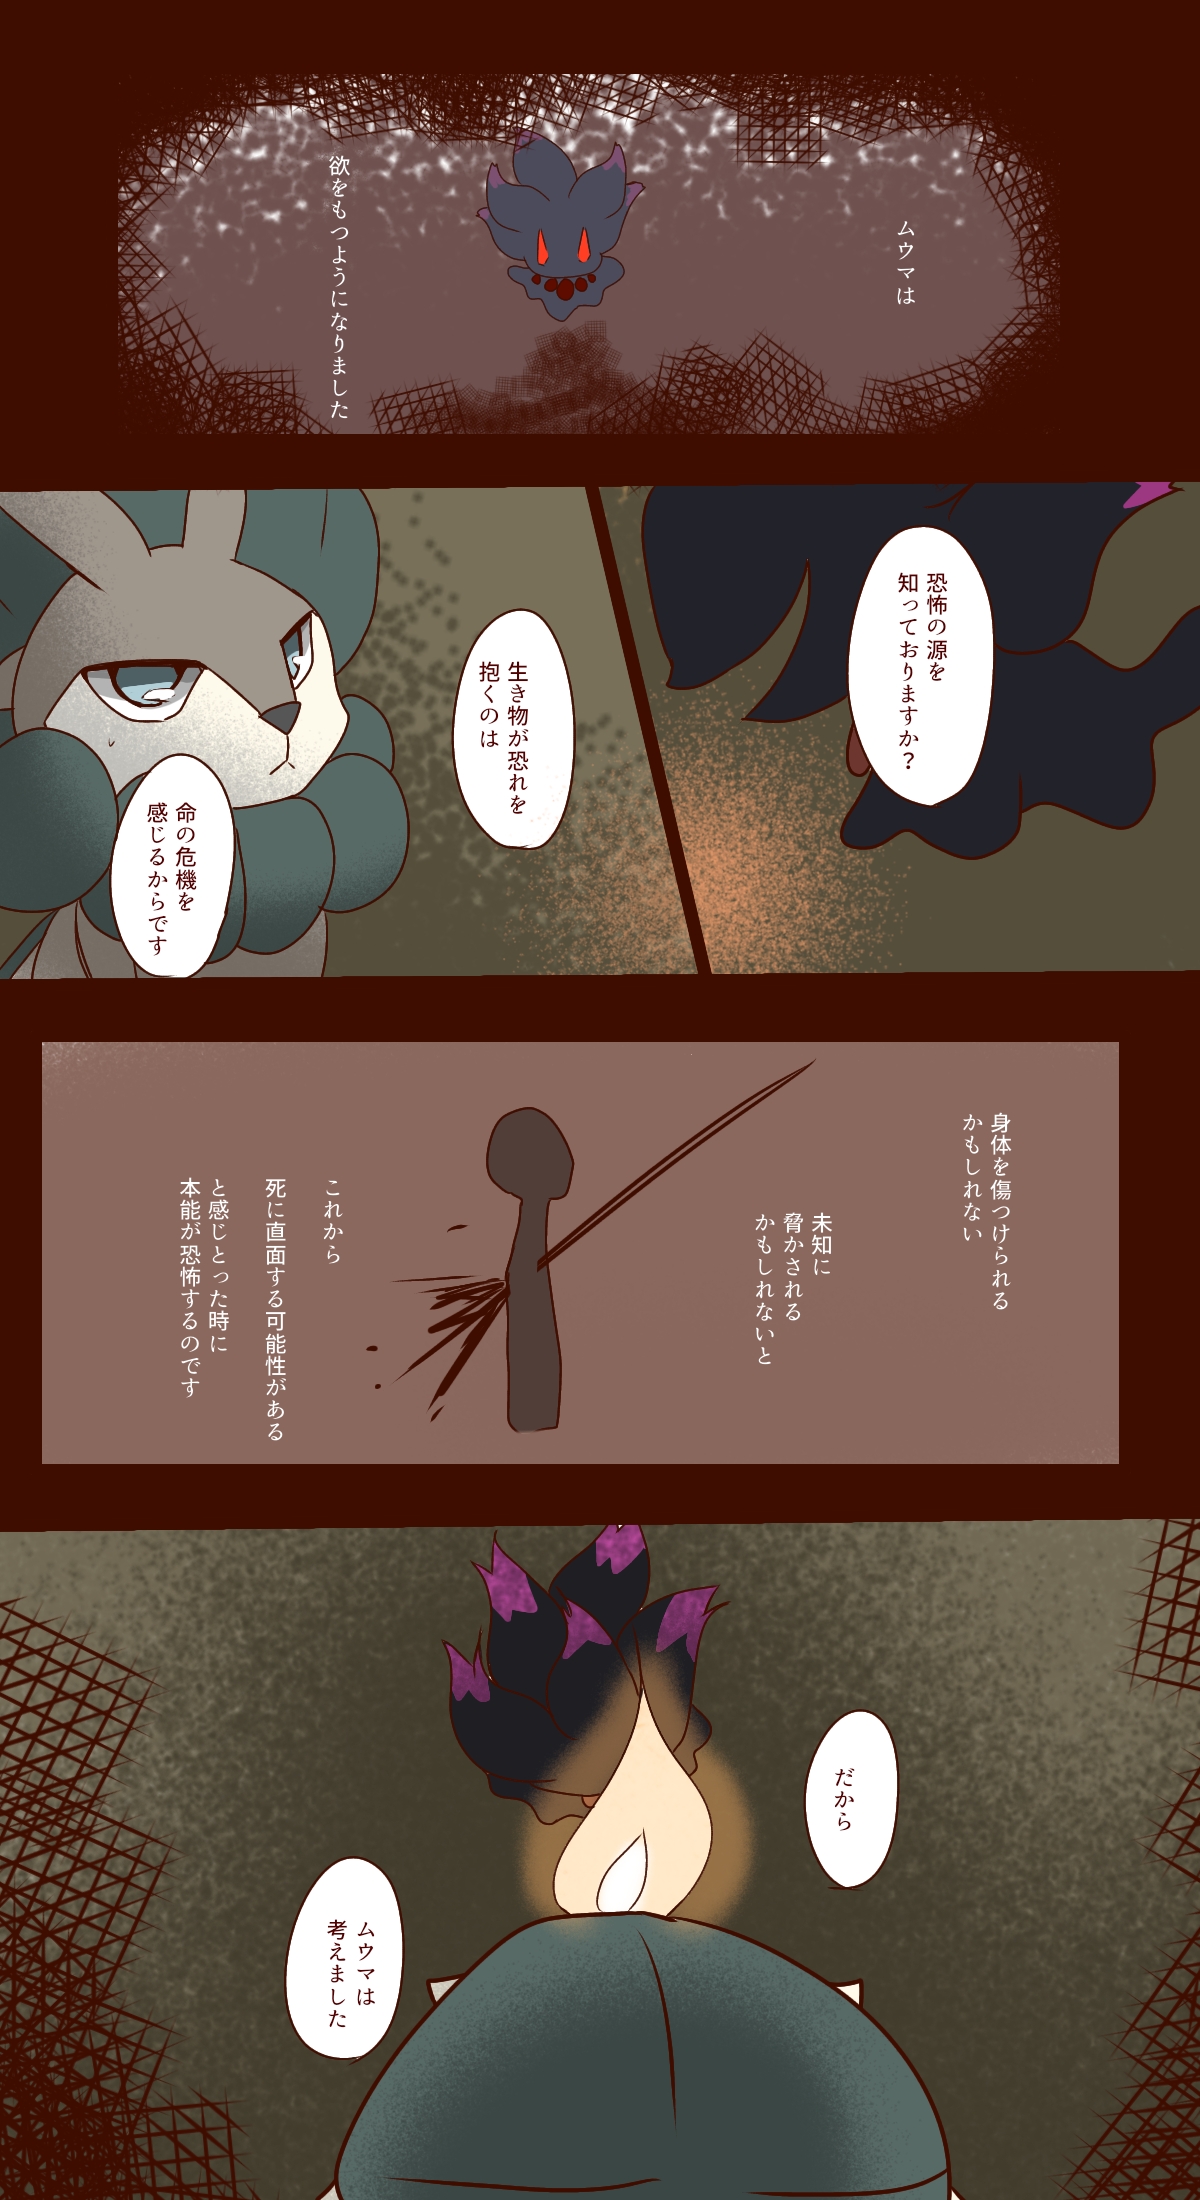 ムウマは
欲をもつようになりました
恐怖の源を
知っておりますか？
生き物が恐れを
抱くのは
命の危機を
感じるからです
身体を傷つけられる
かもしれない
未知に
脅かされる
かもしれないと
これから
死に直面する可能性がある
と感じとった時に
本能が恐怖するのです
だから
ムウマは
考えました